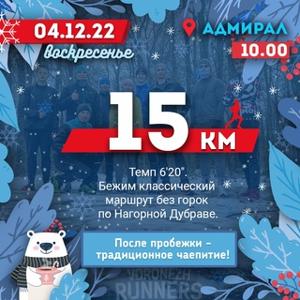 04.12.22
воскресенье
АДМИРАЛ
10.00
15 КМ
Темп 6'20".
Бежим классический
маршрут без горок
по Нагорной Дубраве.
После пробежки –
традиционное чаепитие!
VORONEZH
RUNNERS